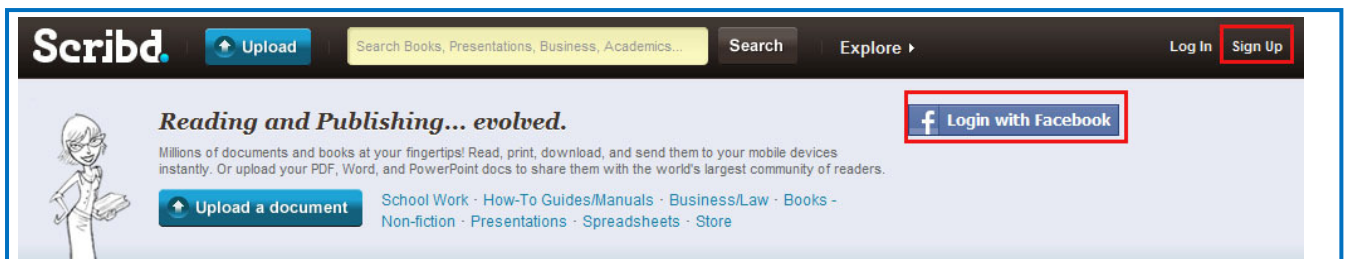 Scribd. Upload Search Books, Presentations, Business, Academics... Search Explore Log In Sign Up
Reading and Publishing... evolved.
f Login with Facebook
Millions of documents and books at your fingertips! Read, print, download, and send them to your mobile devices
instantly. Or upload your PDF, Word, and PowerPoint docs to share them with the world's largest community of readers.
Upload a document
School Work · How-To Guides/Manuals · Business/Law · Books -
Non-fiction · Presentations · Spreadsheets · Store